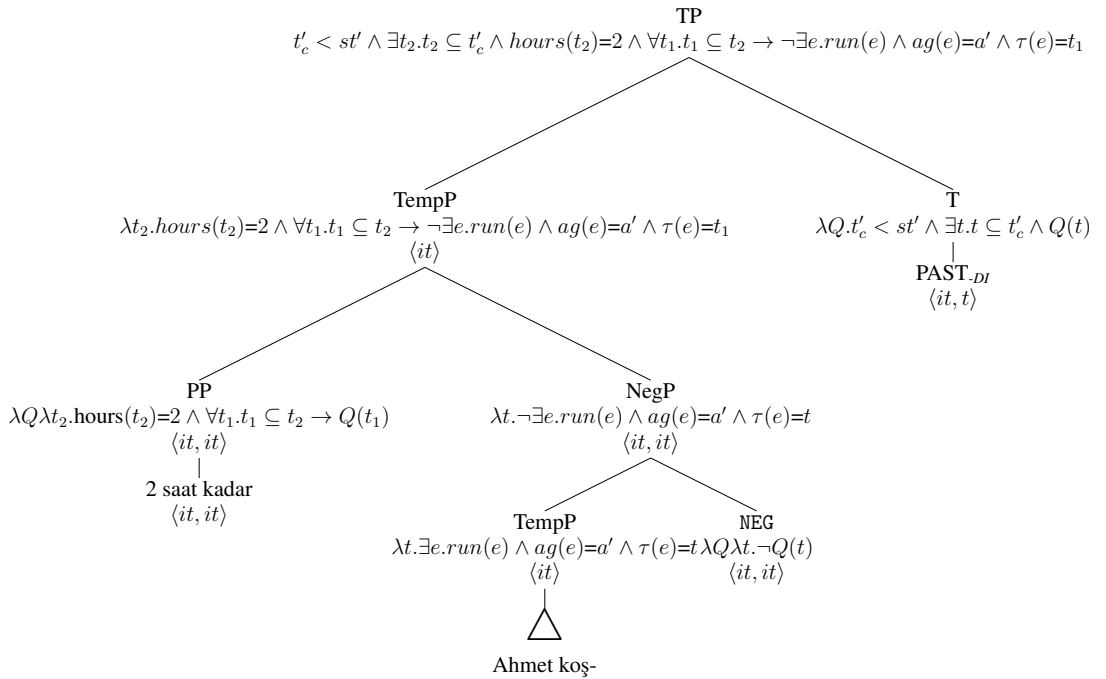 TP
t′c < st′ ∧ ∃t₂.t₂ ⊆ t′c ∧ hours(t₂)=2 ∧ ∀t₁.t₁ ⊆ t₂ → ¬∃e.run(e) ∧ ag(e)=a′ ∧ τ(e)=t₁
TempP
λt₂.hours(t₂)=2 ∧ ∀t₁.t₁ ⊆ t₂ → ¬∃e.run(e) ∧ ag(e)=a′ ∧ τ(e)=t₁
⟨it⟩
T
λQ.t′c < st′ ∧ ∃t.t ⊆ t′c ∧ Q(t)
PAST-DI
⟨it, t⟩
PP
λQλt₂.hours(t₂)=2 ∧ ∀t₁.t₁ ⊆ t₂ → Q(t₁)
⟨it, it⟩
2 saat kadar
⟨it, it⟩
NegP
λt.¬∃e.run(e) ∧ ag(e)=a′ ∧ τ(e)=t
⟨it, it⟩
TempP
λt.∃e.run(e) ∧ ag(e)=a′ ∧ τ(e)=t
⟨it⟩
Ahmet koş-
NEG
λQλt.¬Q(t)
⟨it, it⟩